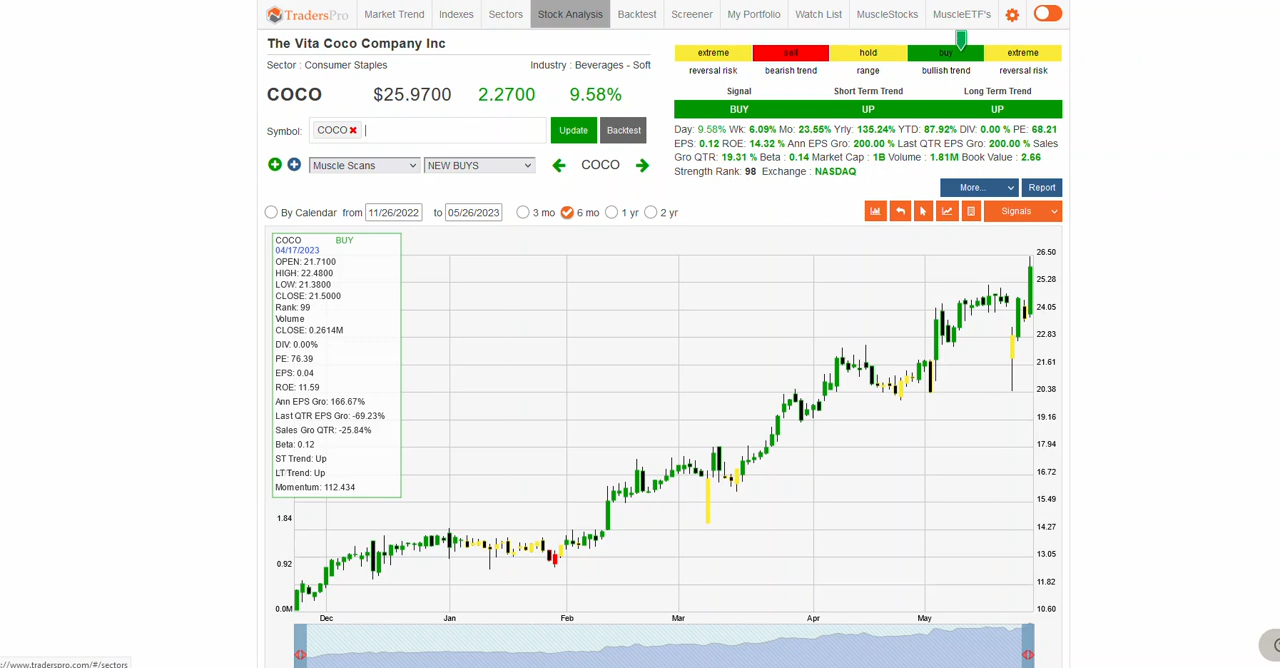 TradersPro Market Trend Indexes Sectors Stock Analysis Backtest Screener My Portfolio Watch List MuscleStocks MuscleETF's
The Vita Coco Company Inc
Sector : Consumer Staples Industry : Beverages - Soft
COCO $25.9700 2.2700 9.58%
Symbol: COCO Update Backtest
Muscle Scans NEW BUYS COCO
extreme sell hold buy extreme
reversal risk bearish trend range bullish trend reversal risk
Signal Short Term Trend Long Term Trend
BUY UP UP
Day: 9.58% Wk: 6.09% Mo: 23.55% Yrly: 135.24% YTD: 87.92% DIV: 0.00 % PE: 68.21
EPS: 0.12 ROE: 14.32 % Ann EPS Gro: 200.00 % Last QTR EPS Gro: 200.00 % Sales
Gro QTR: 19.31 % Beta : 0.14 Market Cap : 1B Volume : 1.81M Book Value : 2.66
Strength Rank: 98 Exchange : NASDAQ
More... Report
By Calendar from 11/26/2022 to 05/26/2023 3 mo 6 mo 1 yr 2 yr
Signals
COCO BUY
04/17/2023
OPEN: 21.7100
HIGH: 22.4800
LOW: 21.3800
CLOSE: 21.5000
Rank: 99
Volume
CLOSE: 0.2614M
DIV: 0.00%
PE: 76.39
EPS: 0.04
ROE: 11.59
Ann EPS Gro: 166.67%
Last QTR EPS Gro: -69.23%
Sales Gro QTR: -25.84%
Beta: 0.12
ST Trend: Up
LT Trend: Up
Momentum: 112.434
1.84
0.92
0.0M
26.50
25.28
24.05
22.83
21.61
20.38
19.16
17.94
16.72
15.49
14.27
13.05
11.82
10.60
Dec Jan Feb Mar Apr May
://www.traderspro.com/#/sectors